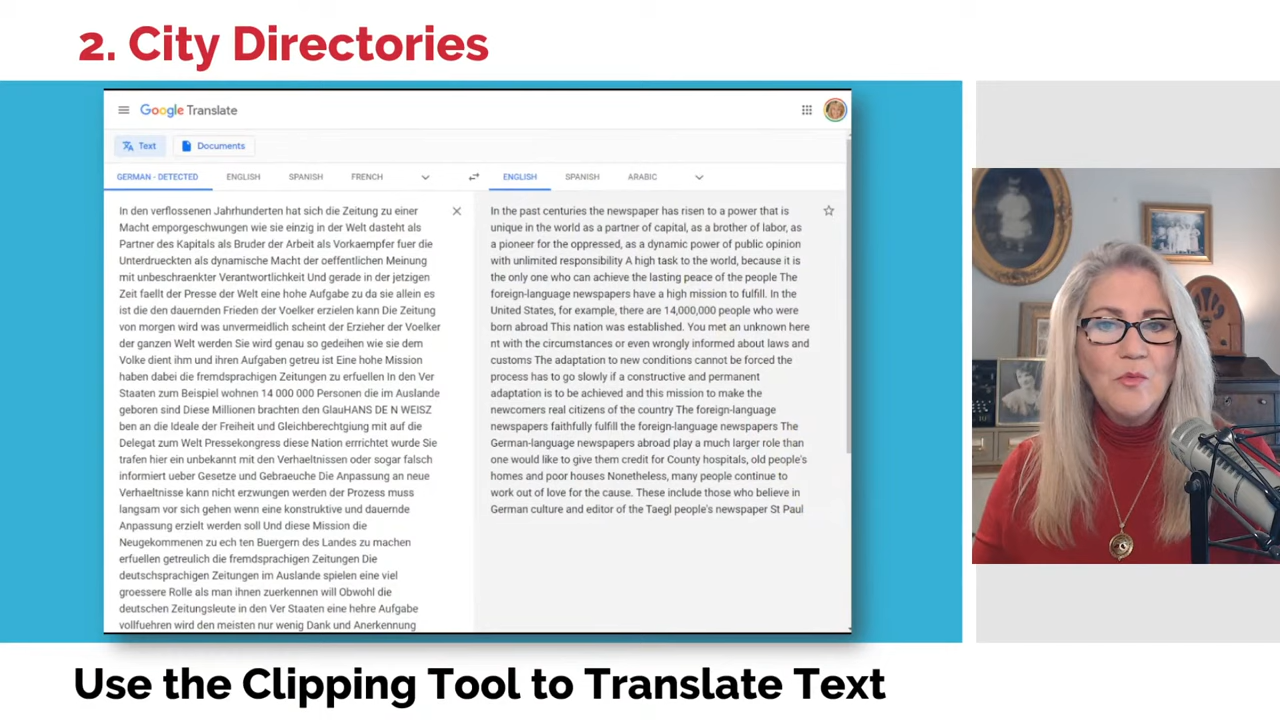 2. City Directories
Google Translate
Text
Documents
GERMAN - DETECTED
ENGLISH
SPANISH
FRENCH
ENGLISH
SPANISH
ARABIC
In den verflossenen Jahrhunderten hat sich die Zeitung zu einer
Macht emporgeschwungen wie sie einzig in der Welt dasteht als
Partner des Kapitals als Bruder der Arbeit als Vorkaempfer fuer die
Unterdrueckten als dynamische Macht der oeffentlichen Meinung
mit unbeschraenkter Verantwortlichkeit Und gerade in der jetzigen
Zeit faellt der Presse der Welt eine hohe Aufgabe zu da sie allein es
ist die den dauernden Frieden der Voelker erzielen kann Die Zeitung
von morgen wird was unvermeidlich scheint der Erzieher der Voelker
der ganzen Welt werden Sie wird genau so gedeihen wie sie dem
Volke dient ihm und ihren Aufgaben getreu ist Eine hohe Mission
haben dabei die fremdsprachigen Zeitungen zu erfuellen In den Ver
Staaten zum Beispiel wohnen 14 000 000 Personen die im Auslande
geboren sind Diese Millionen brachten den GlauHANS DE N WEISZ
ben an die Ideale der Freiheit und Gleichberechtgiung mit auf die
Delegat zum Welt Pressekongress diese Nation errrichtet wurde Sie
trafen hier ein unbekannt mit den Verhaeltnissen oder sogar falsch
informiert ueber Gesetze und Gebraeuche Die Anpassung an neue
Verhaeltnisse kann nicht erzwungen werden der Prozess muss
langsam vor sich gehen wenn eine konstruktive und dauernde
Anpassung erzielt werden soll Und diese Mission die
Neugekommenen zu ech ten Buergern des Landes zu machen
erfuellen getreulich die fremdsprachigen Zeitungen Die
deutschsprachigen Zeitungen im Auslande spielen eine viel
groessere Rolle als man ihnen zuerkennen will Obwohl die
deutschen Zeitungsleute in den Ver Staaten eine hehre Aufgabe
vollfuehren wird den meisten nur wenig Dank und Anerkennung
In the past centuries the newspaper has risen to a power that is
unique in the world as a partner of capital, as a brother of labor, as
a pioneer for the oppressed, as a dynamic power of public opinion
with unlimited responsibility A high task to the world, because it is
the only one who can achieve the lasting peace of the people The
foreign-language newspapers have a high mission to fulfill. In the
United States, for example, there are 14,000,000 people who were
born abroad This nation was established. You met an unknown here
nt with the circumstances or even wrongly informed about laws and
customs The adaptation to new conditions cannot be forced the
process has to go slowly if a constructive and permanent
adaptation is to be achieved and this mission to make the
newcomers real citizens of the country The foreign-language
newspapers faithfully fulfill the foreign-language newspapers The
German-language newspapers abroad play a much larger role than
one would like to give them credit for County hospitals, old people's
homes and poor houses Nonetheless, many people continue to
work out of love for the cause. These include those who believe in
German culture and editor of the Taegl people's newspaper St Paul
Use the Clipping Tool to Translate Text